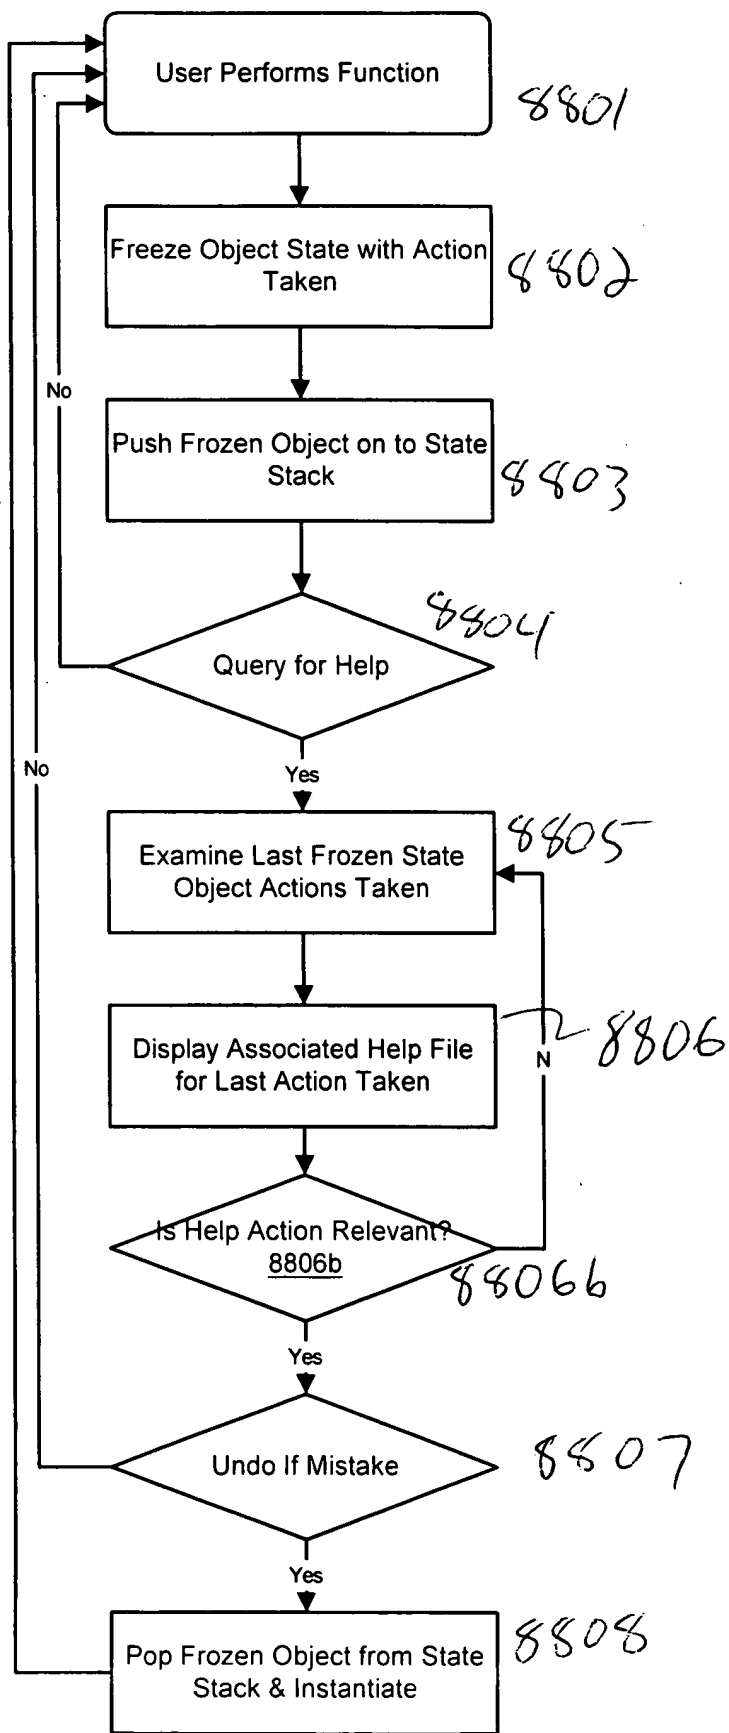 User Performs Function
8801
Freeze Object State with Action
Taken
8802
No
Push Frozen Object on to State
Stack
8803
8804
Query for Help
No
Yes
8805
Examine Last Frozen State
Object Actions Taken
Display Associated Help File
for Last Action Taken
8806
N
Is Help Action Relevant?
8806b
8806b
Yes
Undo If Mistake
8807
Yes
Pop Frozen Object from State
Stack & Instantiate
8808